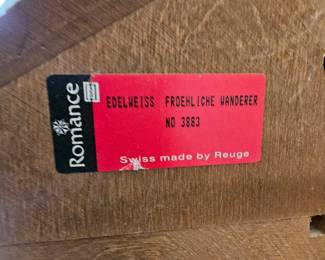 Romance
EDELWEISS FROEHLICHE WANDERER
NO 3883
Swiss made by Reuge